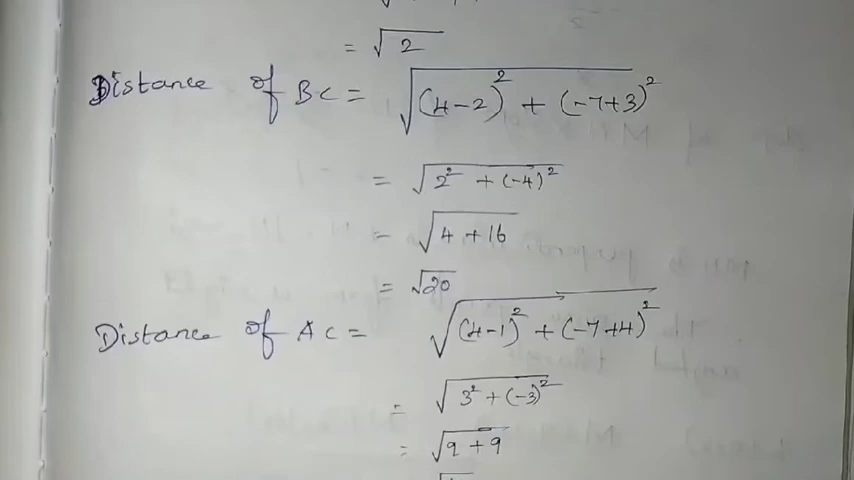 = √2
Distance of BC = √(4-2)² + (-7+3)²
= √2² + (-4)²
= √4 + 16
= √20
Distance of AC = √(4-1)² + (-7+4)²
= √3² + (-3)²
= √9 + 9